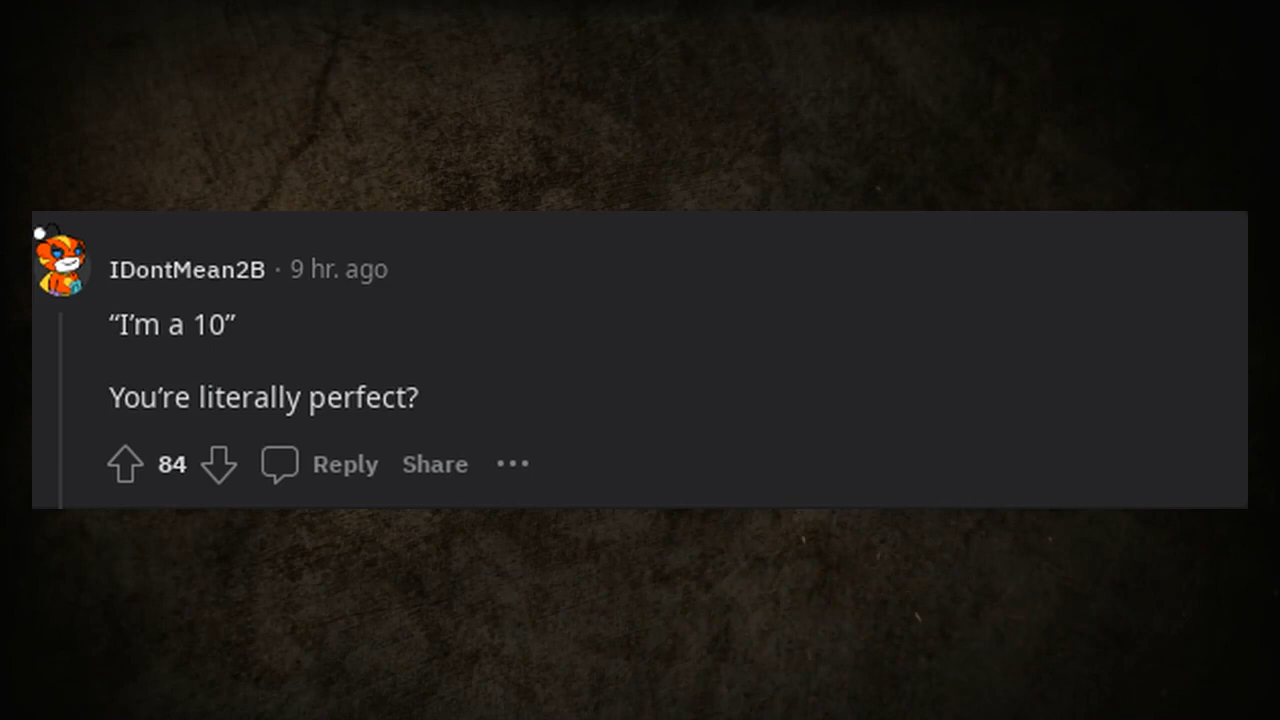 IDontMean2B · 9 hr. ago
“I’m a 10”
You’re literally perfect?
84 Reply Share •••